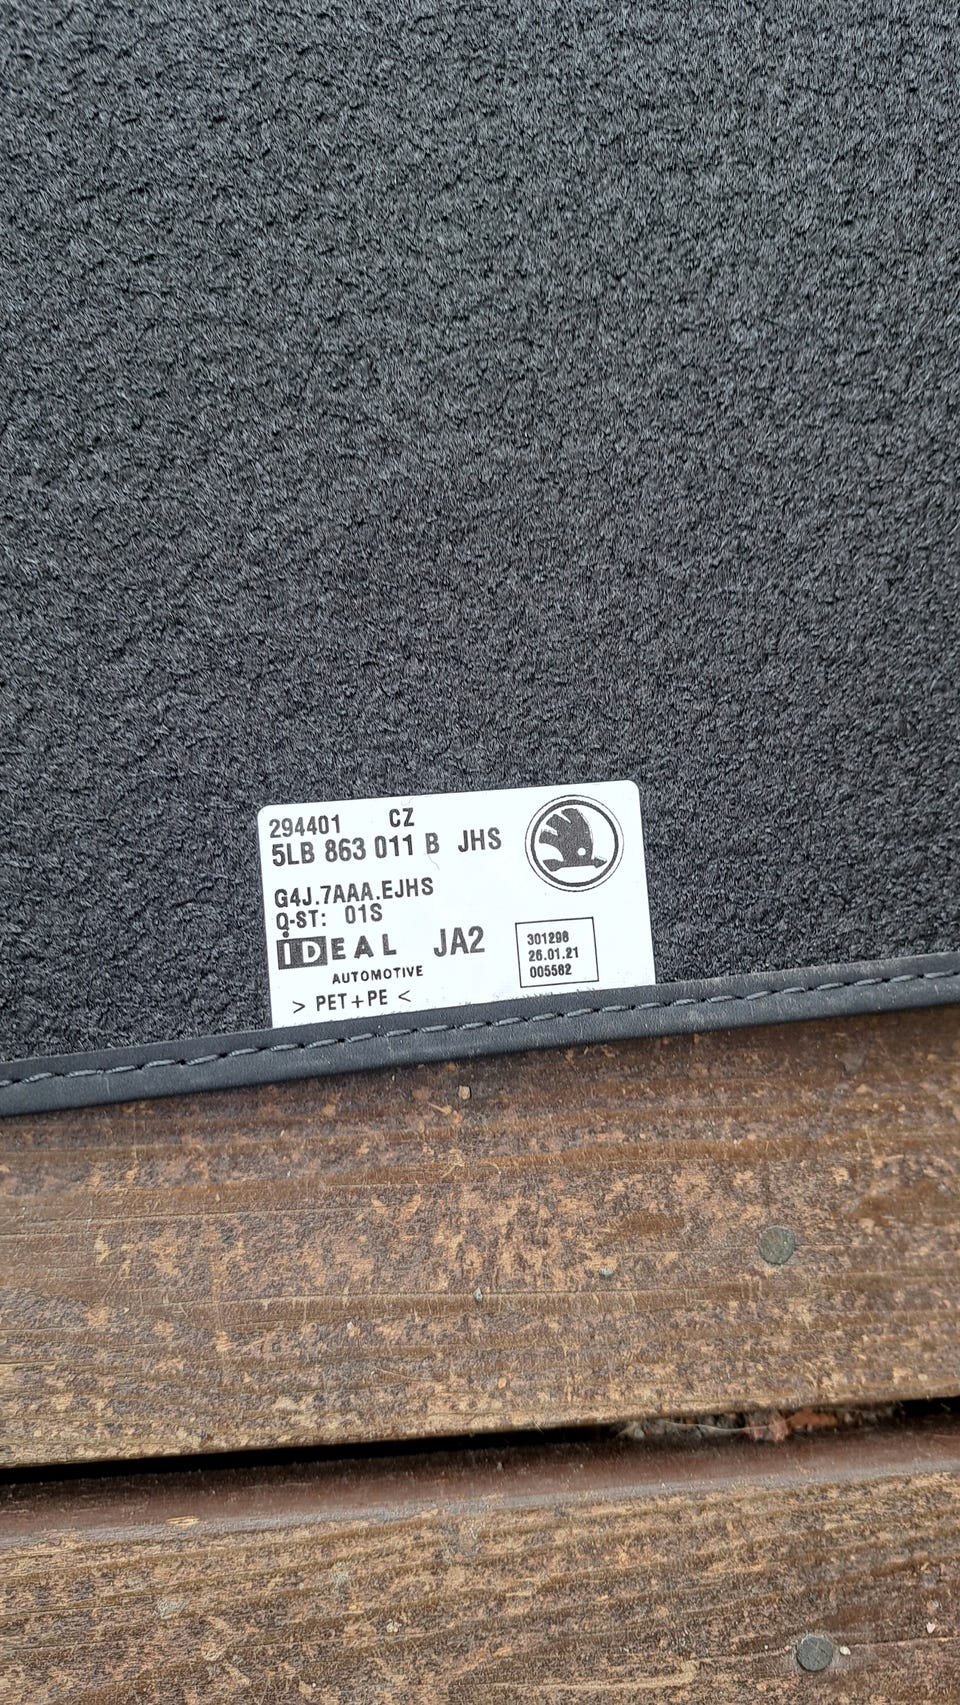 294401 CZ
5LB 863 011 B JHS
G4J.7AAA.EJHS
Q-ST: 01S
iDEAL JA2
AUTOMOTIVE
> PET+PE <
301298
26.01.21
005582